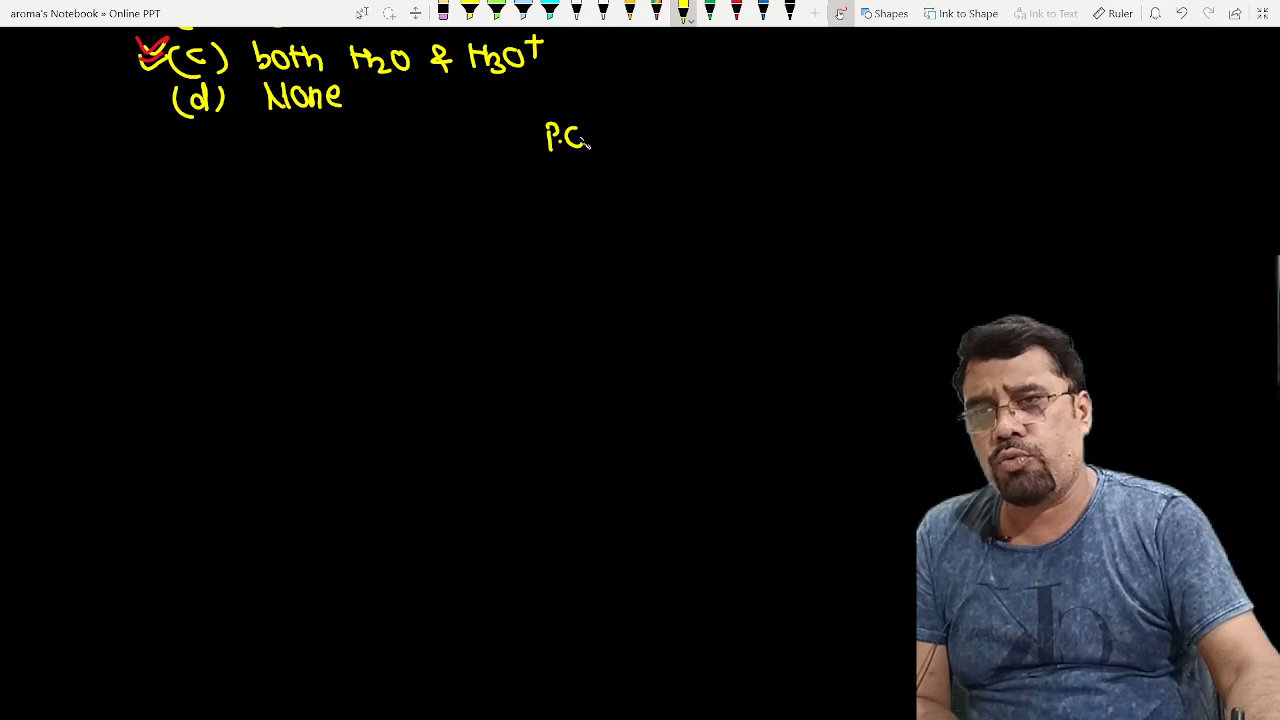 aroma's Notebook » Online PPT
Shapes Ink to Shape Ink to Text Ruler
(c) both H2O & H3O+
(d) None
P.C